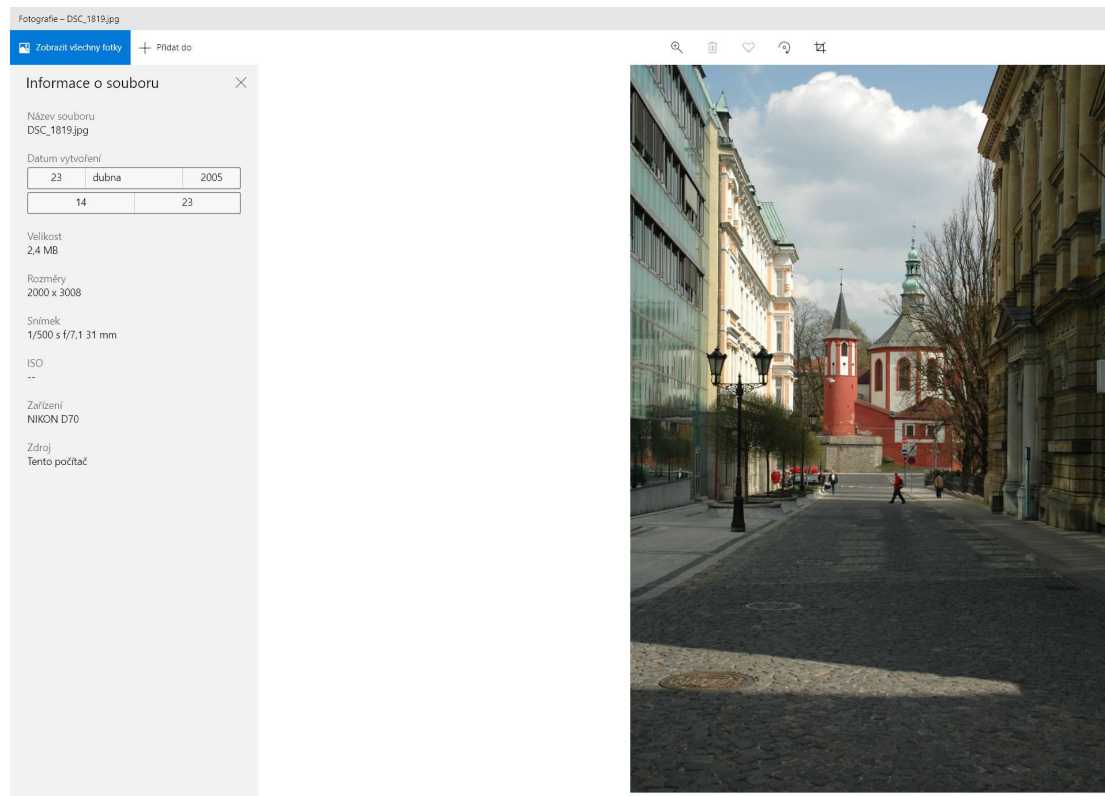 Fotografie – DSC_1819.jpg
Zobrazit všechny fotky
Přidat do
Informace o souboru
Název souboru
DSC_1819.jpg
Datum vytvoření
23 dubna 2005
14 23
Velikost
2,4 MB
Rozměry
2000 x 3008
Snímek
1/500 s f/7,1 31 mm
ISO
--
Zařízení
NIKON D70
Zdroj
Tento počítač